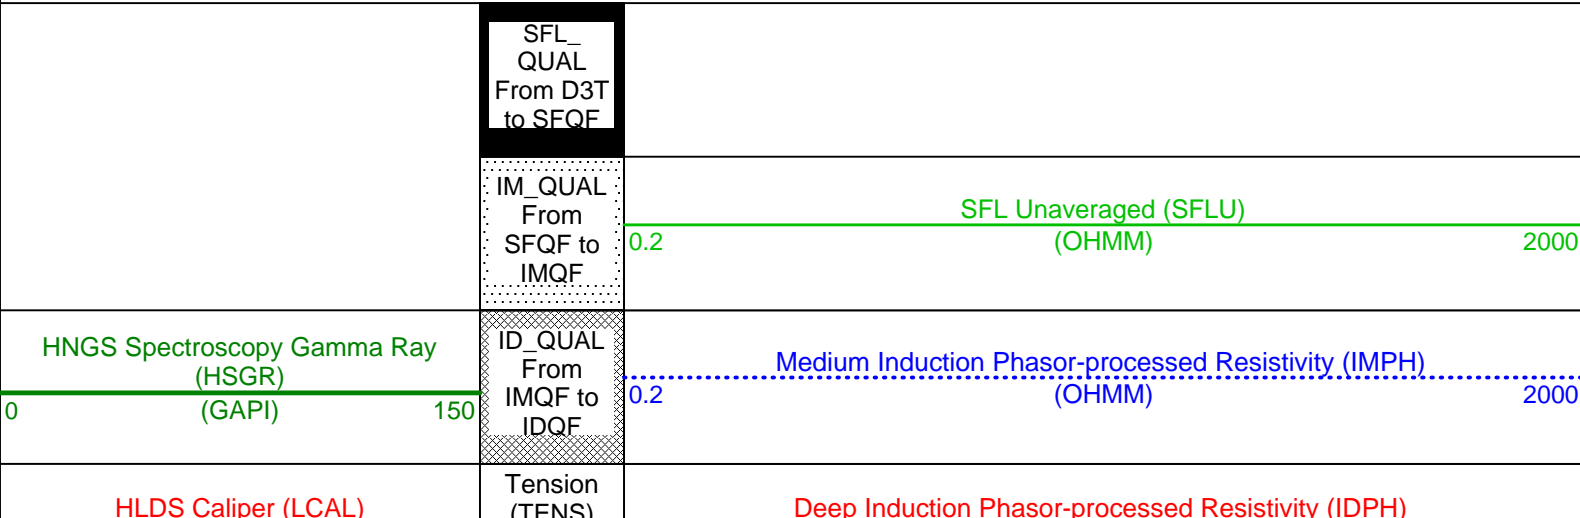 SFL_
QUAL
From D3T
to SFQF
IM_QUAL
From
SFQF to
IMQF
SFL Unaveraged (SFLU)
0.2 (OHMM) 2000
HNGS Spectroscopy Gamma Ray
(HSGR)
0 (GAPI) 150
ID_QUAL
From
IMQF to
IDQF
Medium Induction Phasor-processed Resistivity (IMPH)
0.2 (OHMM) 2000
HLDS Caliper (LCAL)
Tension
(TENS)
Deep Induction Phasor-processed Resistivity (IDPH)